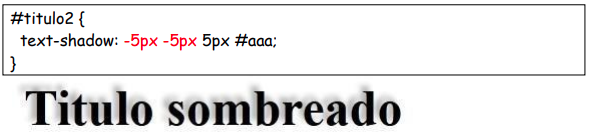 #titulo2 {
text-shadow: -5px -5px 5px #aaa;
}
Titulo sombreado